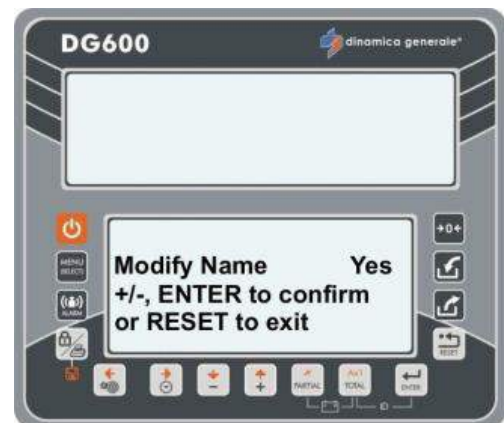 DG600
dinamica generale®
→0←
MENU
(SELECT)
ALARM
Modify Name Yes
+/-, ENTER to confirm
or RESET to exit
RESET
PARTIAL
TOTAL
ENTER